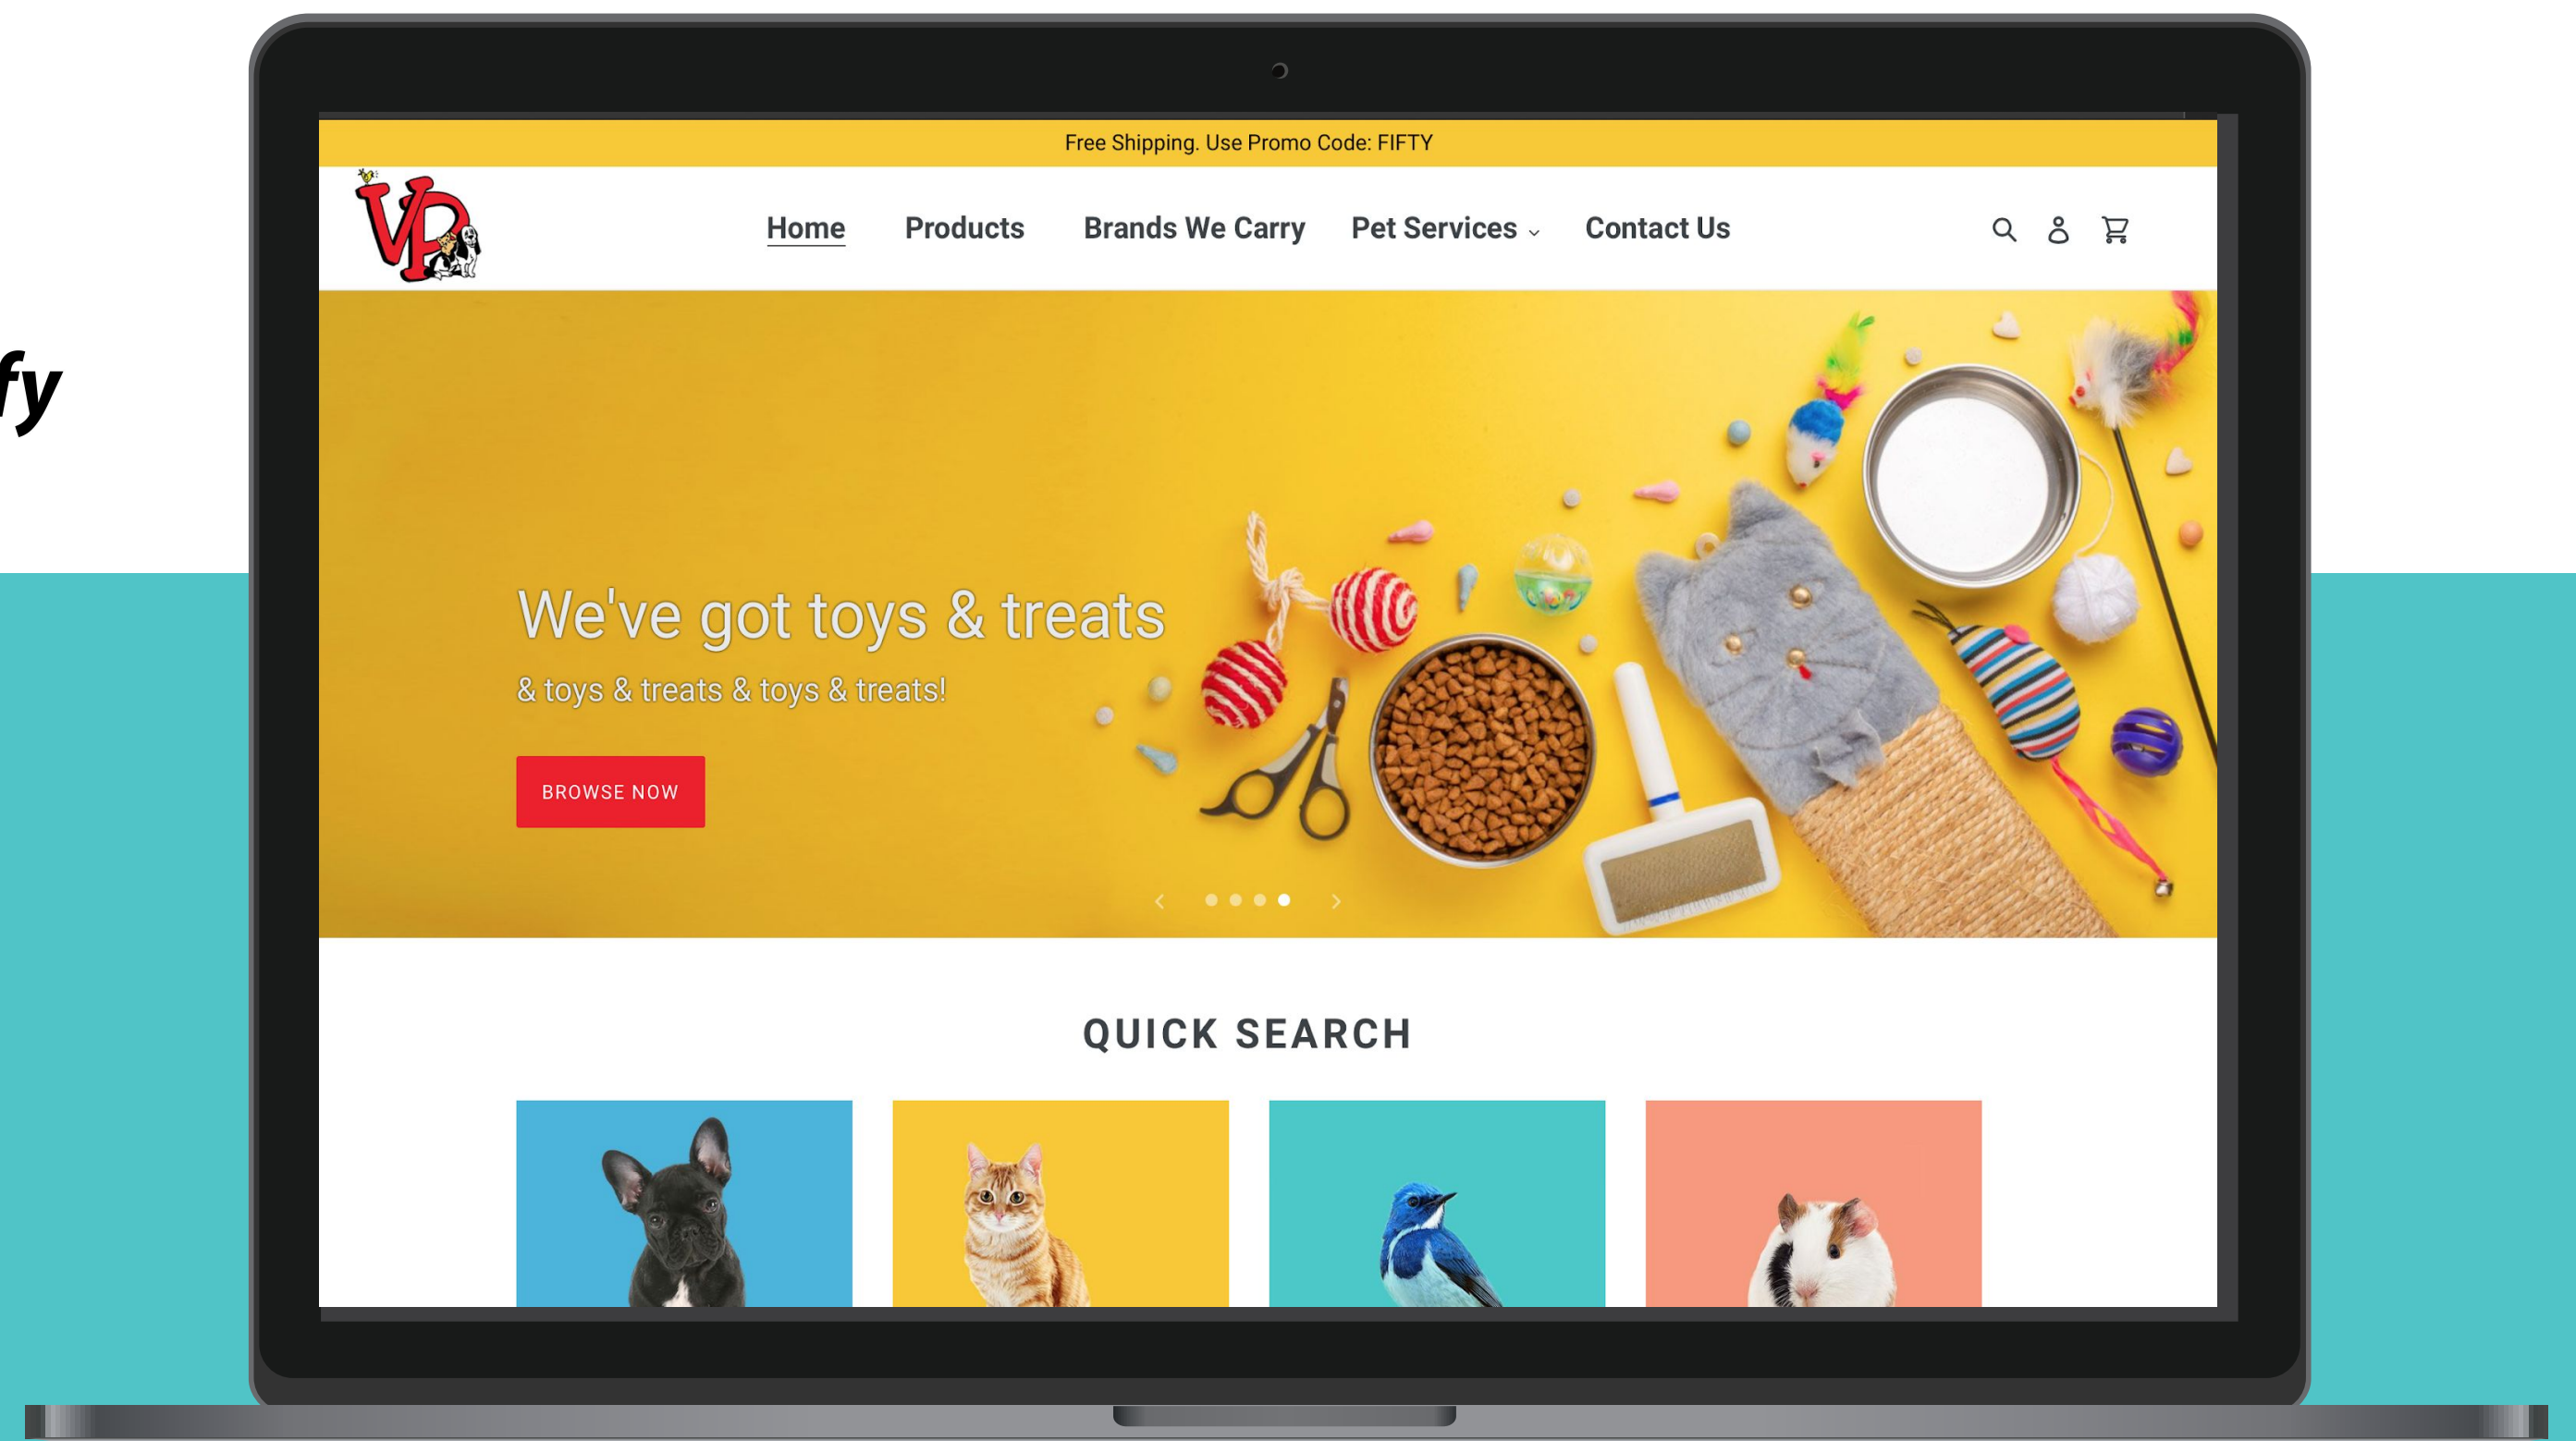 Free Shipping. Use Promo Code: FIFTY
VP
Home Products Brands We Carry Pet Services Contact Us
fy
We've got toys & treats
& toys & treats & toys & treats!
BROWSE NOW
QUICK SEARCH